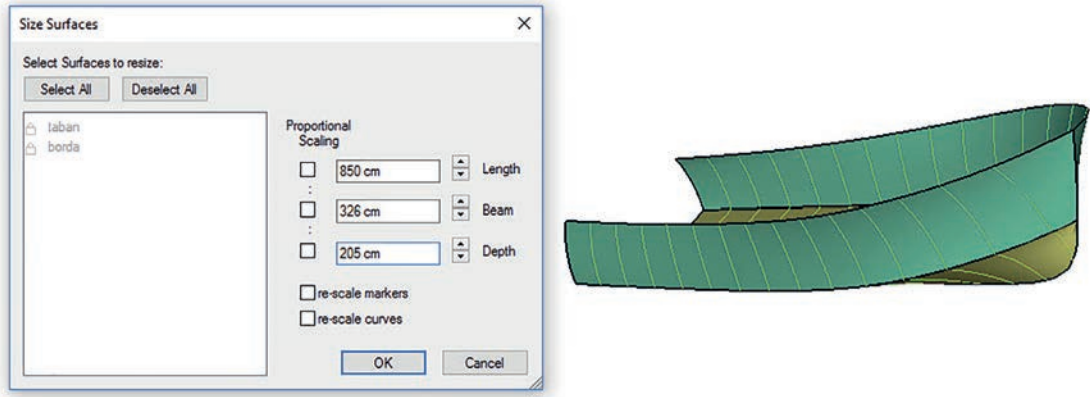 Size Surfaces
Select Surfaces to resize:
Select All
Deselect All
taban
borda
Proportional
Scaling
850 cm
Length
:
326 cm
Beam
:
205 cm
Depth
re-scale markers
re-scale curves
OK
Cancel